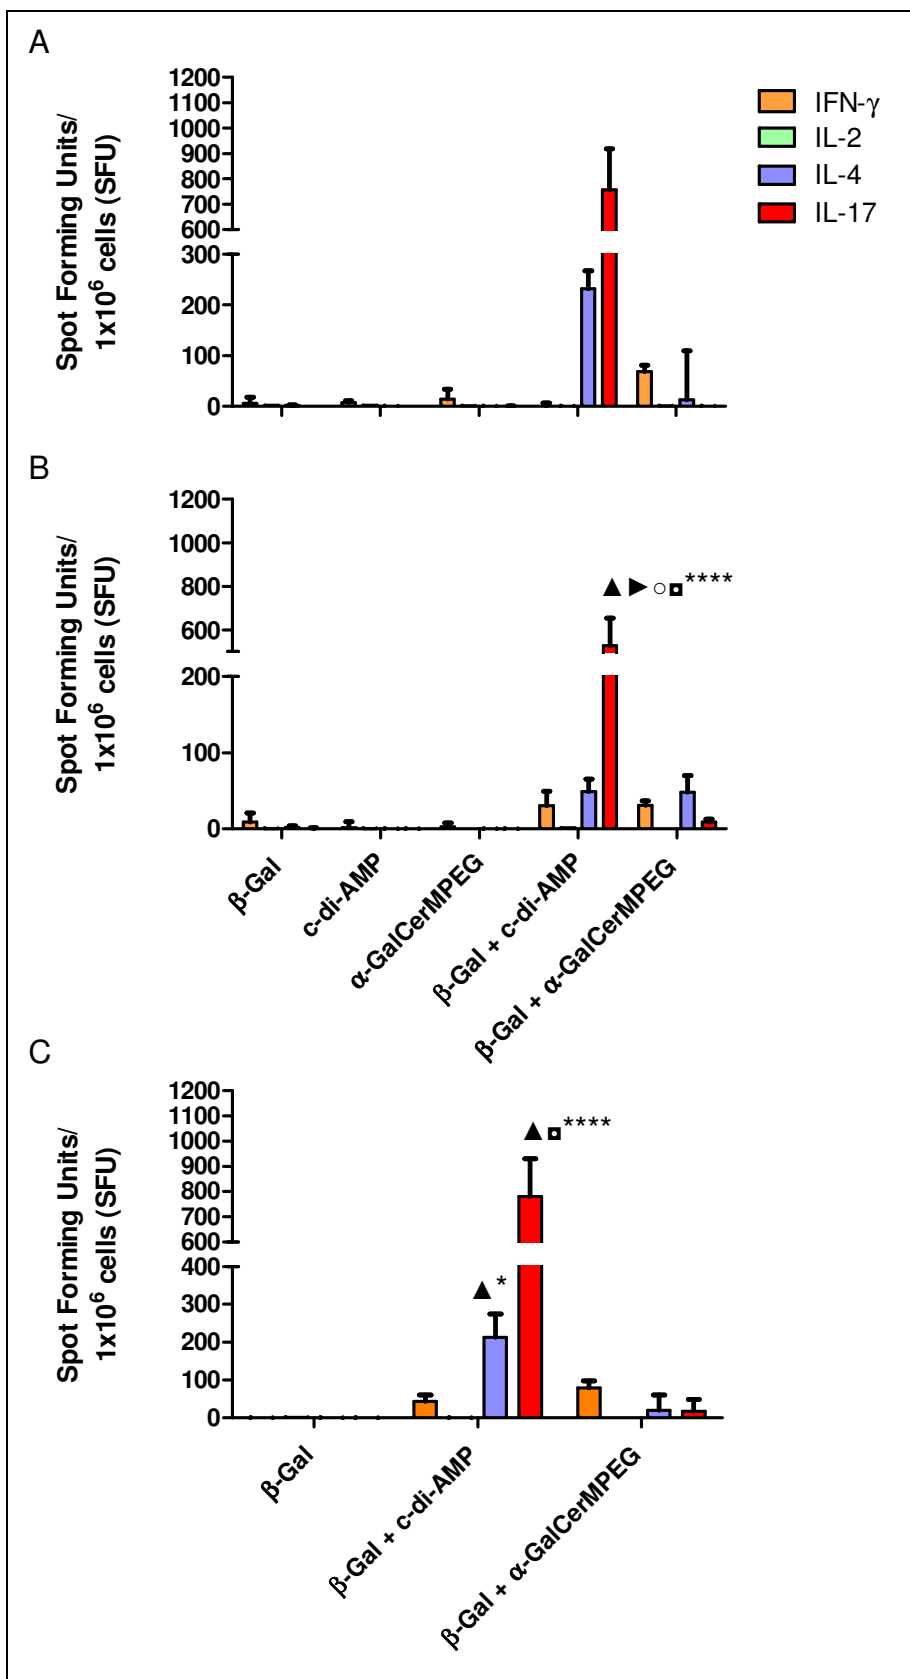 A
1200
1100
1000
900
800
700
600
300
200
100
0
Spot Forming Units/
1x10⁶ cells (SFU)
IFN-γ
IL-2
IL-4
IL-17
B
1200
1000
800
600
200
100
0
Spot Forming Units/
1x10⁶ cells (SFU)
▲ ► ○ ◘ ****
β-Gal
c-di-AMP
α-GalCerMPEG
β-Gal + c-di-AMP
β-Gal + α-GalCerMPEG
C
1200
1100
1000
900
800
700
600
400
300
200
100
0
Spot Forming Units/
1x10⁶ cells (SFU)
▲ ◘ ****
▲ *
β-Gal
β-Gal + c-di-AMP
β-Gal + α-GalCerMPEG